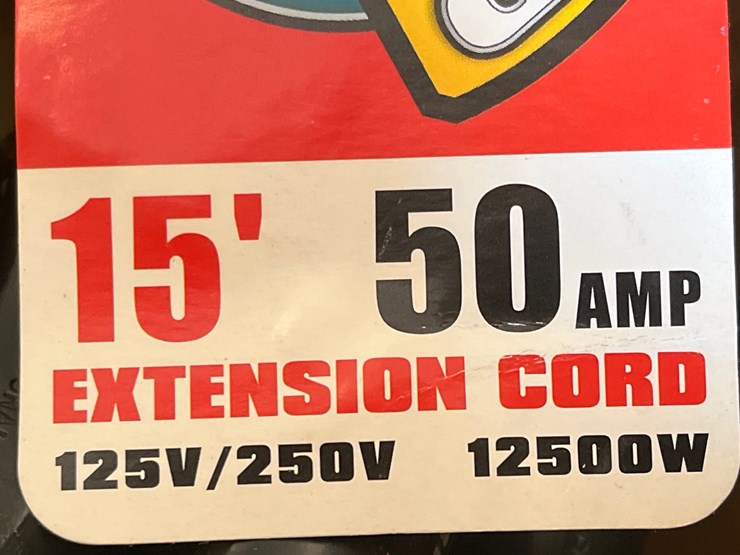 15' 50 AMP
EXTENSION CORD
125V/250V 12500W